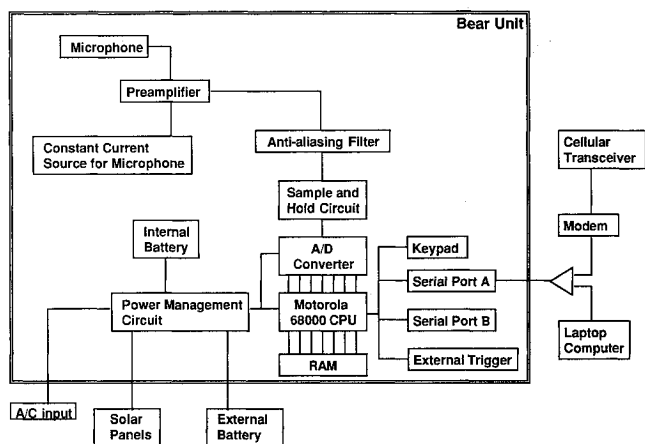 Bear Unit
Microphone
Preamplifier
Constant Current
Source for Microphone
Anti-aliasing Filter
Cellular
Transceiver
Sample and
Hold Circuit
Modem
Internal
Battery
A/D
Converter
Keypad
Serial Port A
Power Management
Circuit
Motorola
68000 CPU
Serial Port B
Laptop
Computer
RAM
External Trigger
A/C input
Solar
Panels
External
Battery